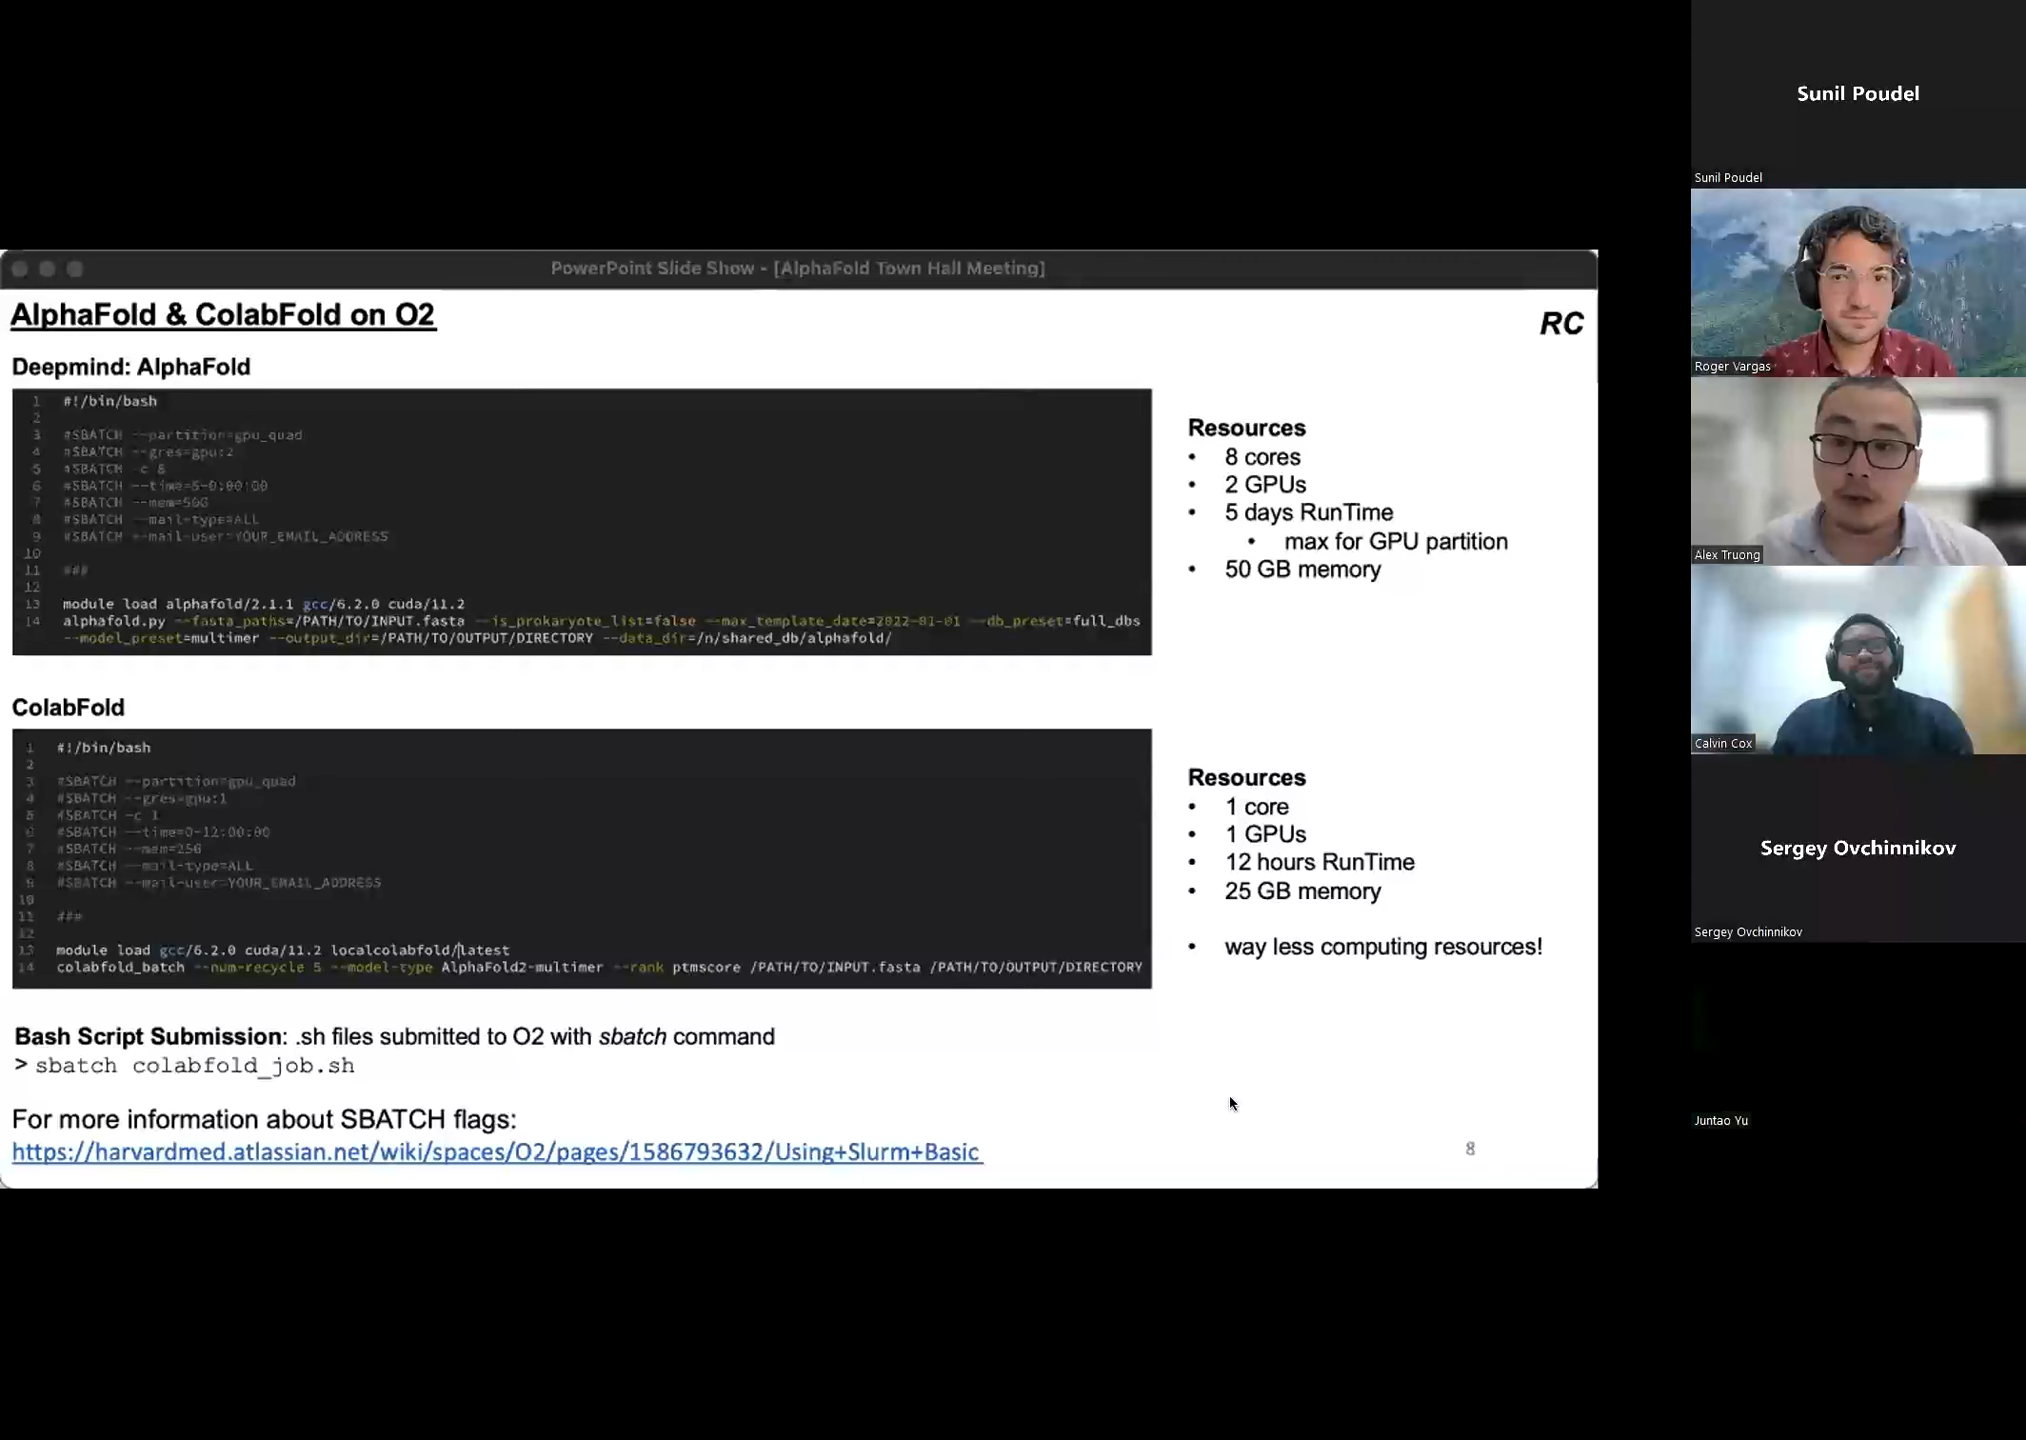 PowerPoint Slide Show - [AlphaFold Town Hall Meeting]
AlphaFold & ColabFold on O2
RC
Deepmind: AlphaFold
1 #!/bin/bash
2
3 #SBATCH --partition=gpu_quad
4 #SBATCH --gres=gpu:2
5 #SBATCH -c 8
6 #SBATCH --time=5-0:00:00
7 #SBATCH --mem=50G
8 #SBATCH --mail-type=ALL
9 #SBATCH --mail-user=YOUR_EMAIL_ADDRESS
10
11 ###
12
13 module load alphafold/2.1.1 gcc/6.2.0 cuda/11.2
14 alphafold.py --fasta_paths=/PATH/TO/INPUT.fasta --is_prokaryote_list=false --max_template_date=2022-01-01 --db_preset=full_dbs
--model_preset=multimer --output_dir=/PATH/TO/OUTPUT/DIRECTORY --data_dir=/n/shared_db/alphafold/
Resources
• 8 cores
• 2 GPUs
• 5 days RunTime
• max for GPU partition
• 50 GB memory
ColabFold
1 #!/bin/bash
2
3 #SBATCH --partition=gpu_quad
4 #SBATCH --gres=gpu:1
5 #SBATCH -c 1
6 #SBATCH --time=0-12:00:00
7 #SBATCH --mem=25G
8 #SBATCH --mail-type=ALL
9 #SBATCH --mail-user=YOUR_EMAIL_ADDRESS
10
11 ###
12
13 module load gcc/6.2.0 cuda/11.2 localcolabfold/latest
14 colabfold_batch --num-recycle 5 --model-type AlphaFold2-multimer --rank ptmscore /PATH/TO/INPUT.fasta /PATH/TO/OUTPUT/DIRECTORY
Resources
• 1 core
• 1 GPUs
• 12 hours RunTime
• 25 GB memory
• way less computing resources!
Bash Script Submission: .sh files submitted to O2 with sbatch command
> sbatch colabfold_job.sh
For more information about SBATCH flags:
https://harvardmed.atlassian.net/wiki/spaces/O2/pages/1586793632/Using+Slurm+Basic
8
Sunil Poudel
Sunil Poudel
Roger Vargas
Alex Truong
Calvin Cox
Sergey Ovchinnikov
Sergey Ovchinnikov
Juntao Yu